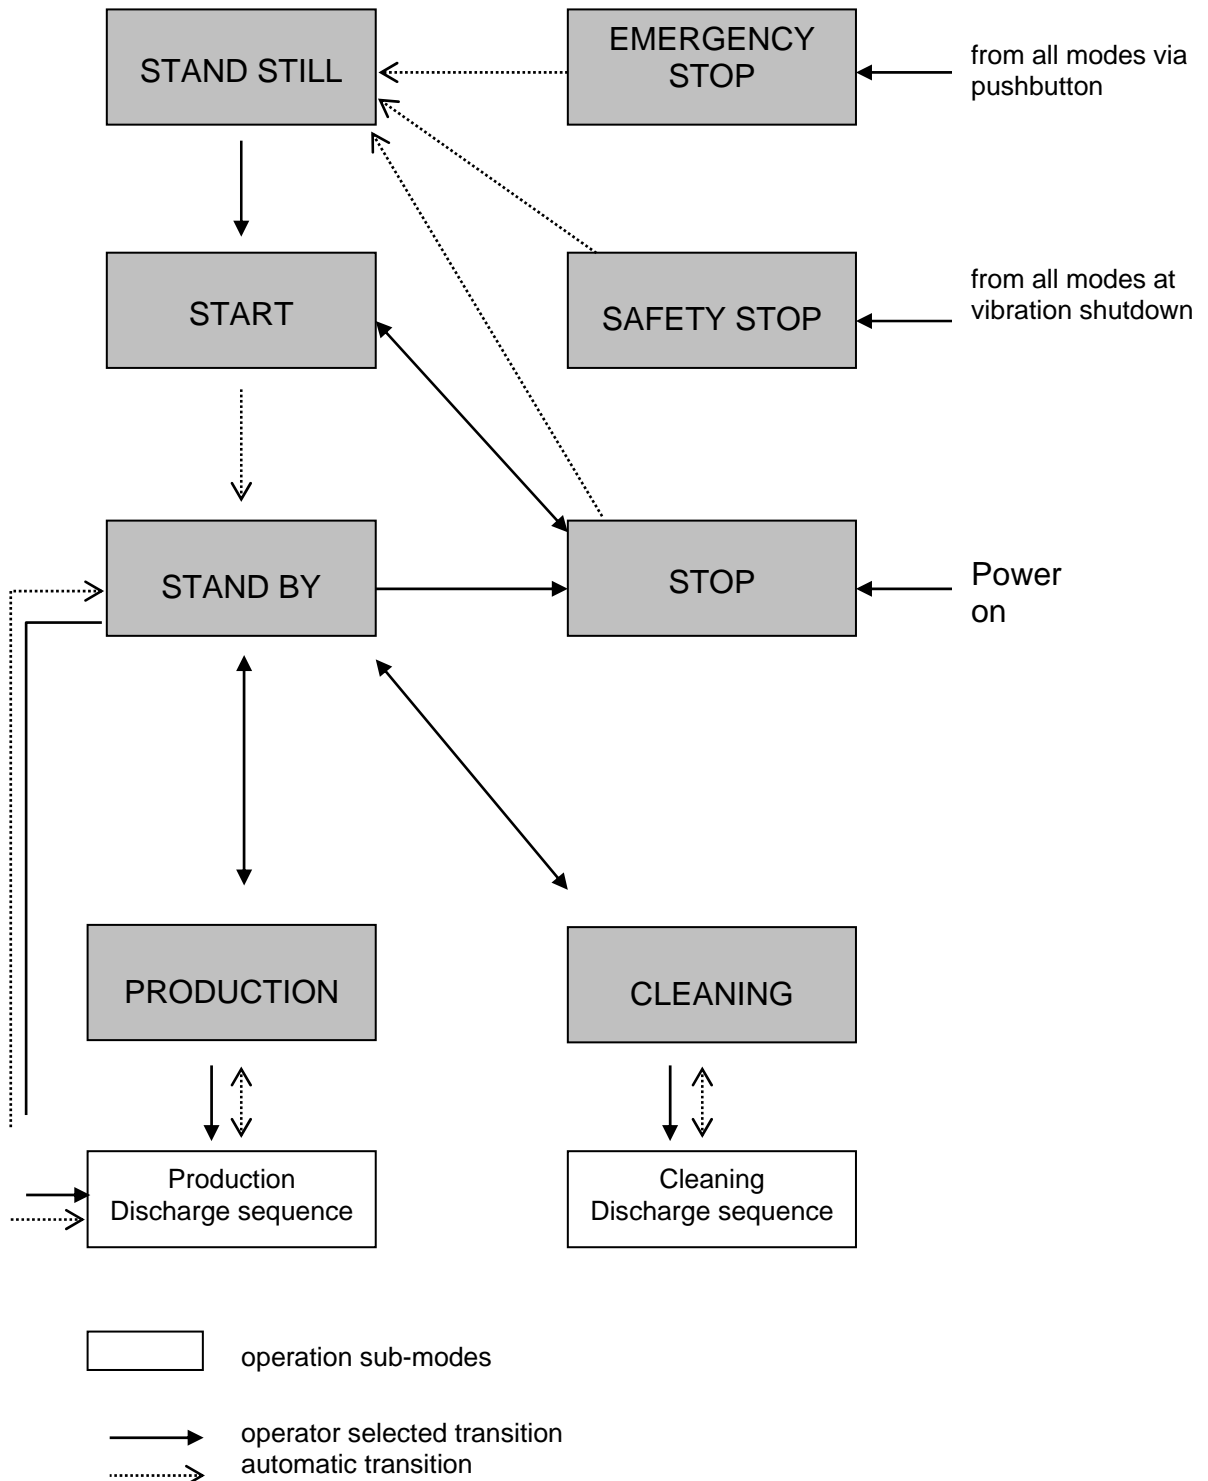 STAND STILL
EMERGENCY
STOP
from all modes via
pushbutton
START
SAFETY STOP
from all modes at
vibration shutdown
STAND BY
STOP
Power
on
PRODUCTION
CLEANING
Production
Discharge sequence
Cleaning
Discharge sequence
operation sub-modes
operator selected transition
automatic transition